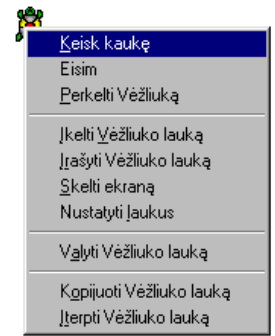 Keisk kaukę
Eisim
Perkelti Vėžliuką
Įkelti Vėžliuko lauką
Įrašyti Vėžliuko lauką
Skelti ekraną
Nustatyti laukus
Valyti Vėžliuko lauką
Kopijuoti Vėžliuko lauką
Įterpti Vėžliuko lauką